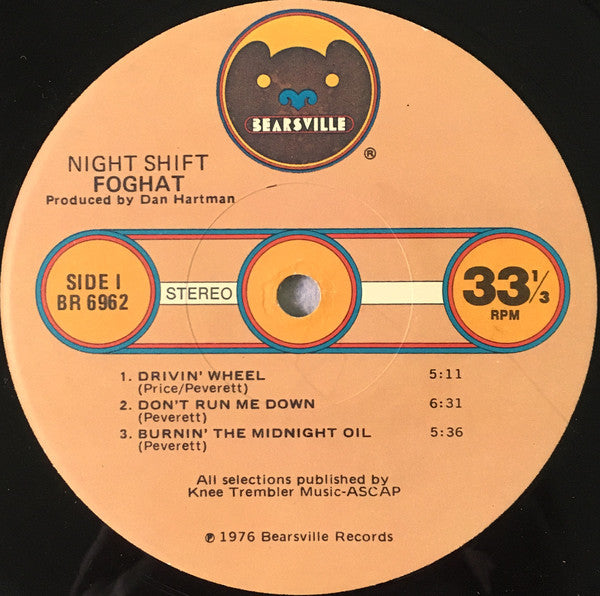 BEARSVILLE
®
NIGHT SHIFT
FOGHAT
Produced by Dan Hartman
SIDE I
BR 6962
STEREO
33 1/3
RPM
1. DRIVIN' WHEEL 5:11
(Price/Peverett)
2. DON'T RUN ME DOWN 6:31
(Peverett)
3. BURNIN' THE MIDNIGHT OIL 5:36
(Peverett)
All selections published by
Knee Trembler Music-ASCAP
℗ 1976 Bearsville Records